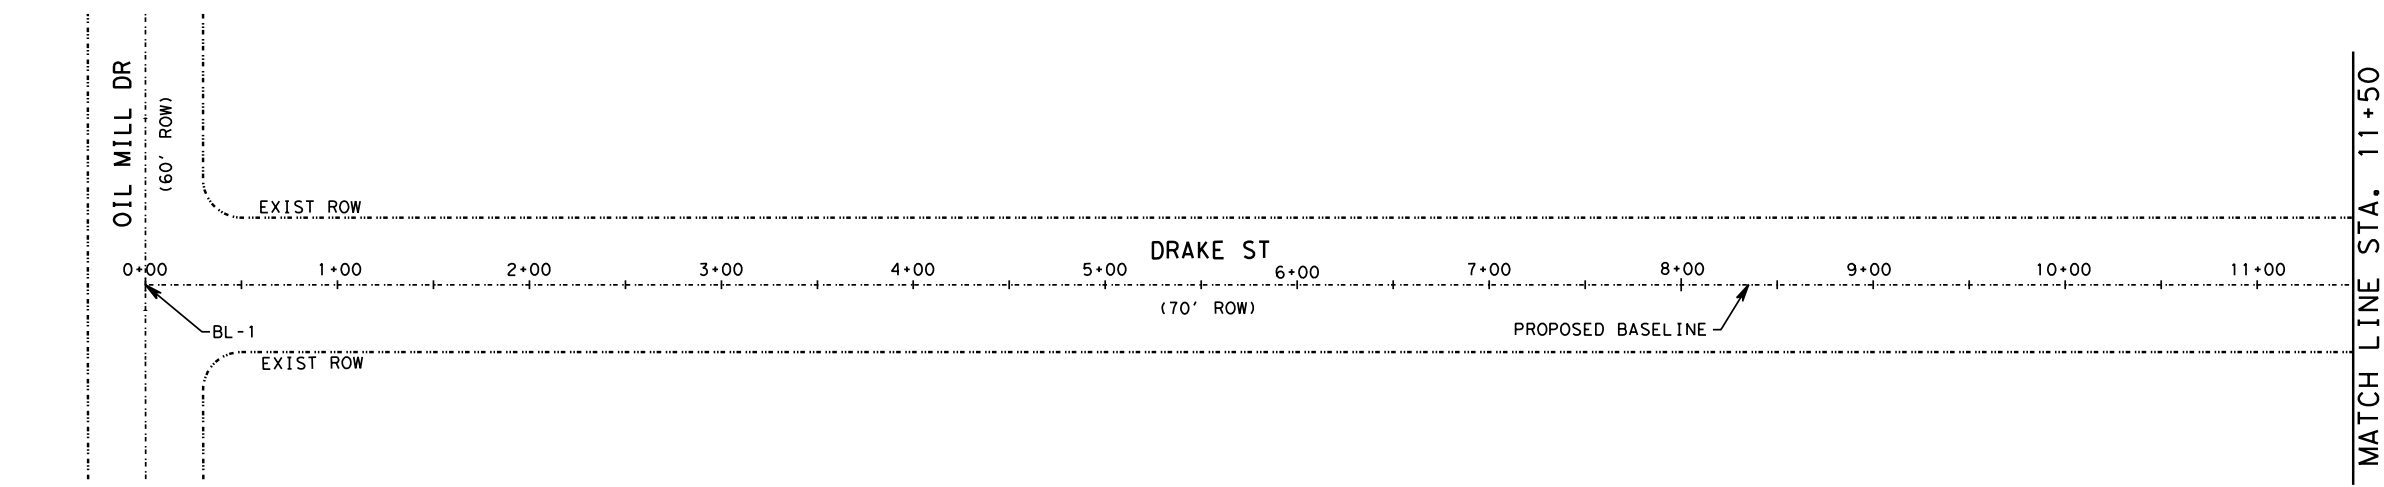 OIL MILL DR
(60' ROW)
EXIST ROW
DRAKE ST
0+00
1+00
2+00
3+00
4+00
5+00
6+00
7+00
8+00
9+00
10+00
11+00
(70' ROW)
BL-1
PROPOSED BASELINE
EXIST ROW
MATCH LINE STA. 11+50